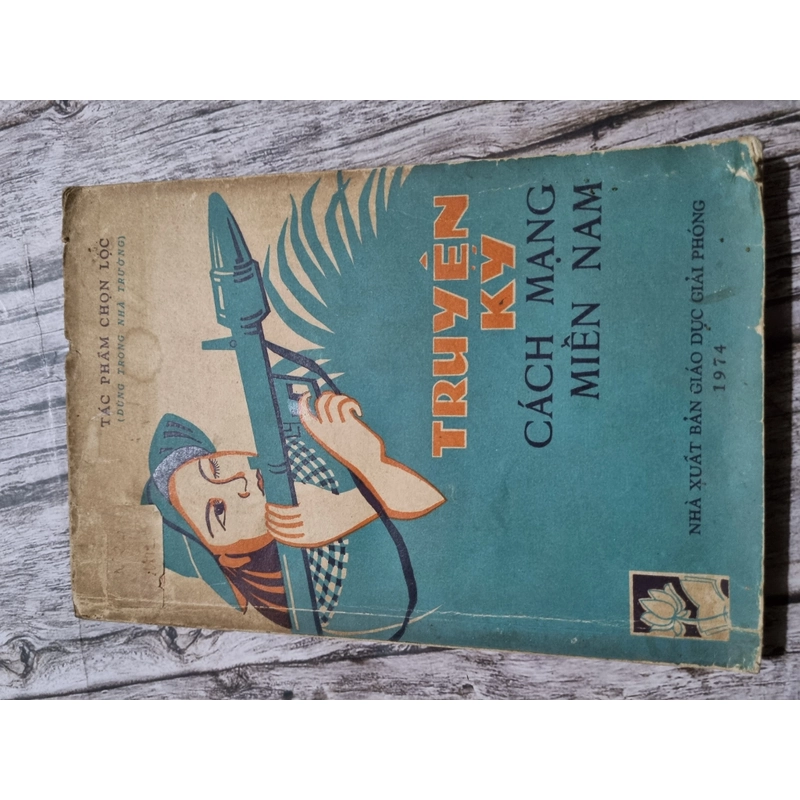 TÁC PHẨM CHỌN LỌC
(DÙNG TRONG NHÀ TRƯỜNG)
TRUYỆN
KÝ
CÁCH MẠNG
MIỀN NAM
NHÀ XUẤT BẢN GIÁO DỤC GIẢI PHÓNG
1974